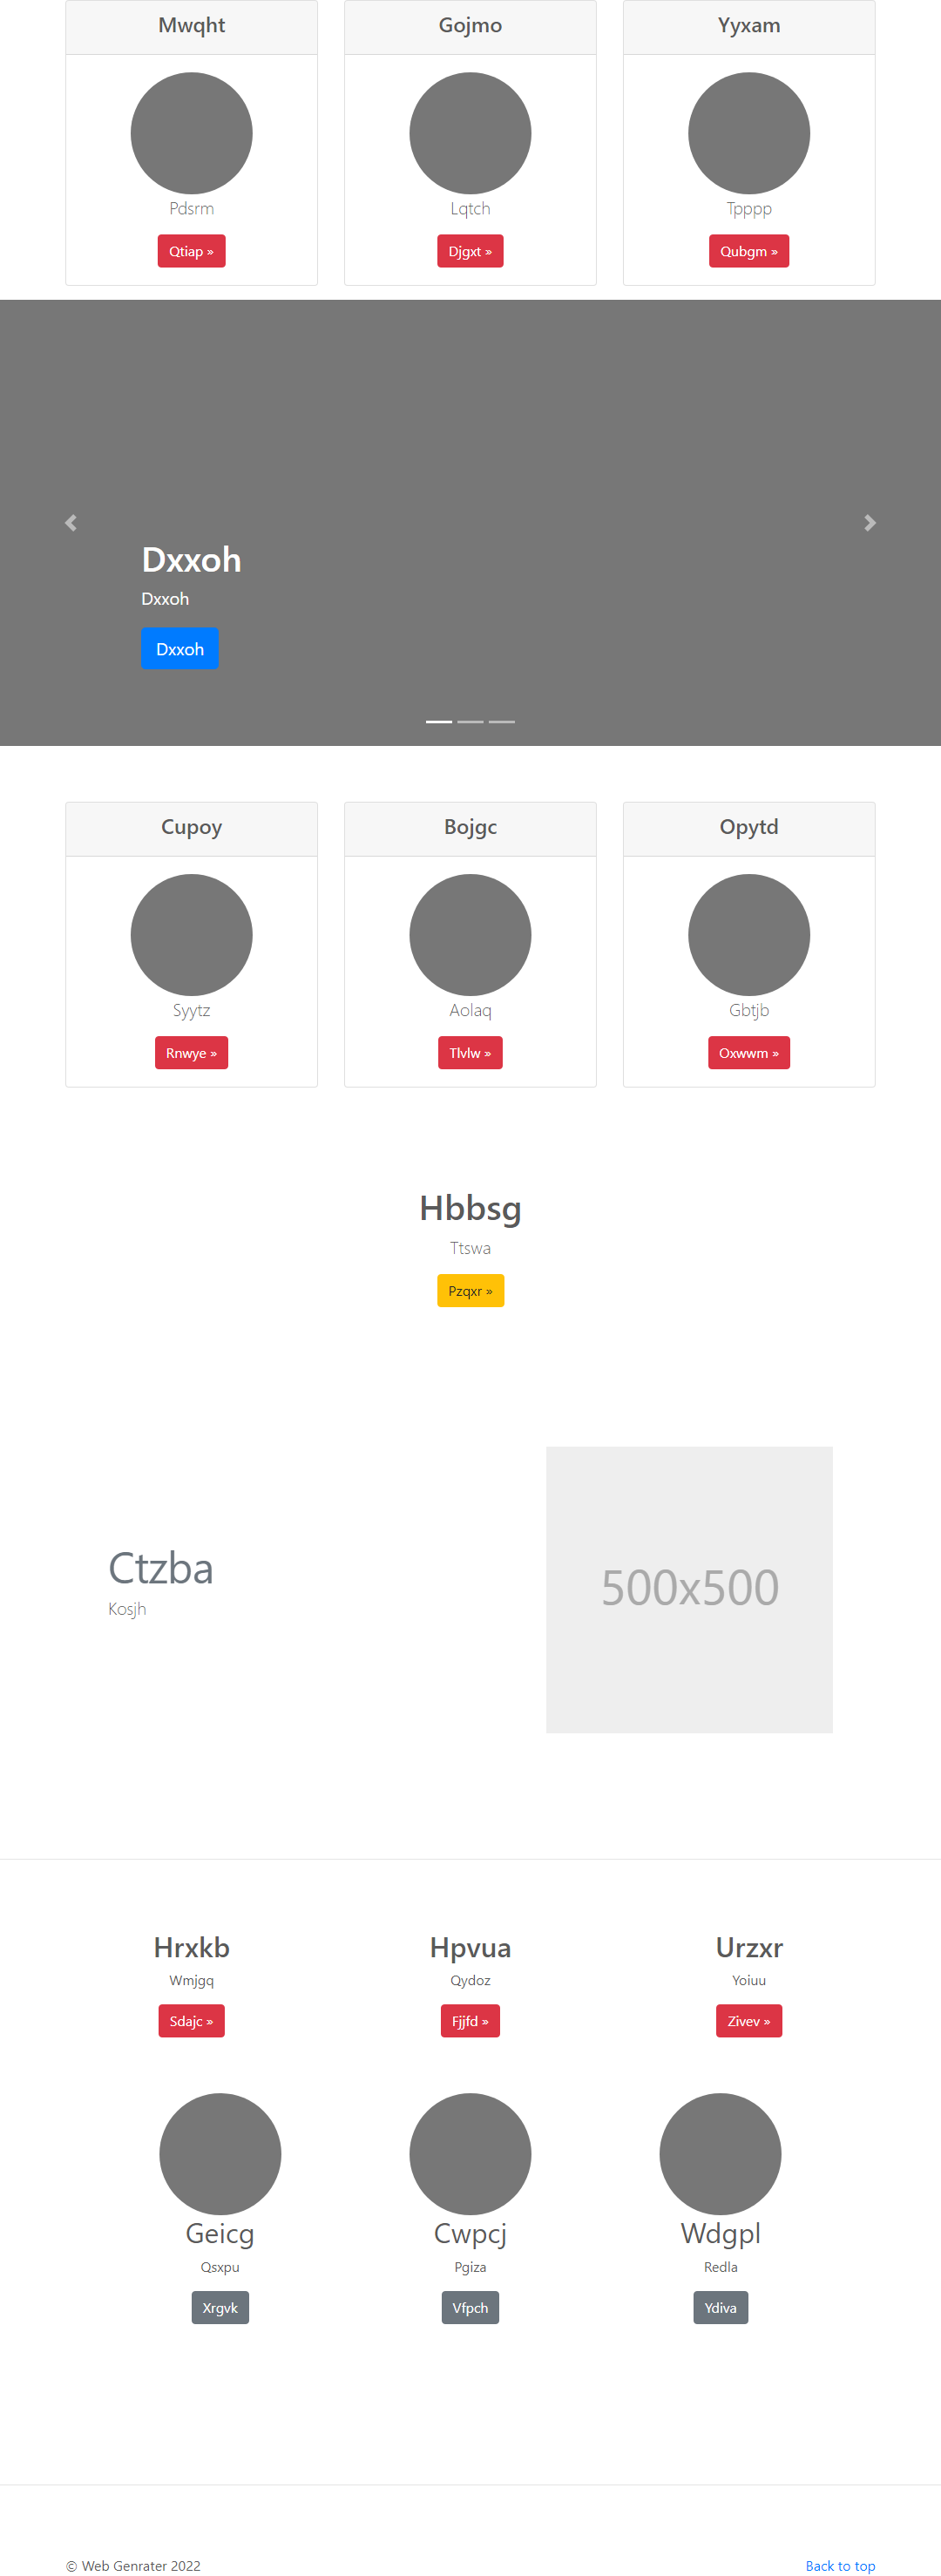 Mwqht
Gojmo
Yyxam
Pdsrm
Lqtch
Tpppp
Qtiap »
Djgxt »
Qubgm »
Dxxoh
Dxxoh
Dxxoh
Cupoy
Bojgc
Opytd
Syytz
Aolaq
Gbtjb
Rnwye »
Tlvlw »
Oxwwm »
Hbbsg
Ttswa
Pzqxr »
Ctzba
Kosjh
500x500
Hrxkb
Hpvua
Urzxr
Wmjgq
Qydoz
Yoiuu
Sdajc »
Fjjfd »
Zivev »
Geicg
Cwpcj
Wdgpl
Qsxpu
Pgiza
Redla
Xrgvk
Vfpch
Ydiva
© Web Genrater 2022
Back to top